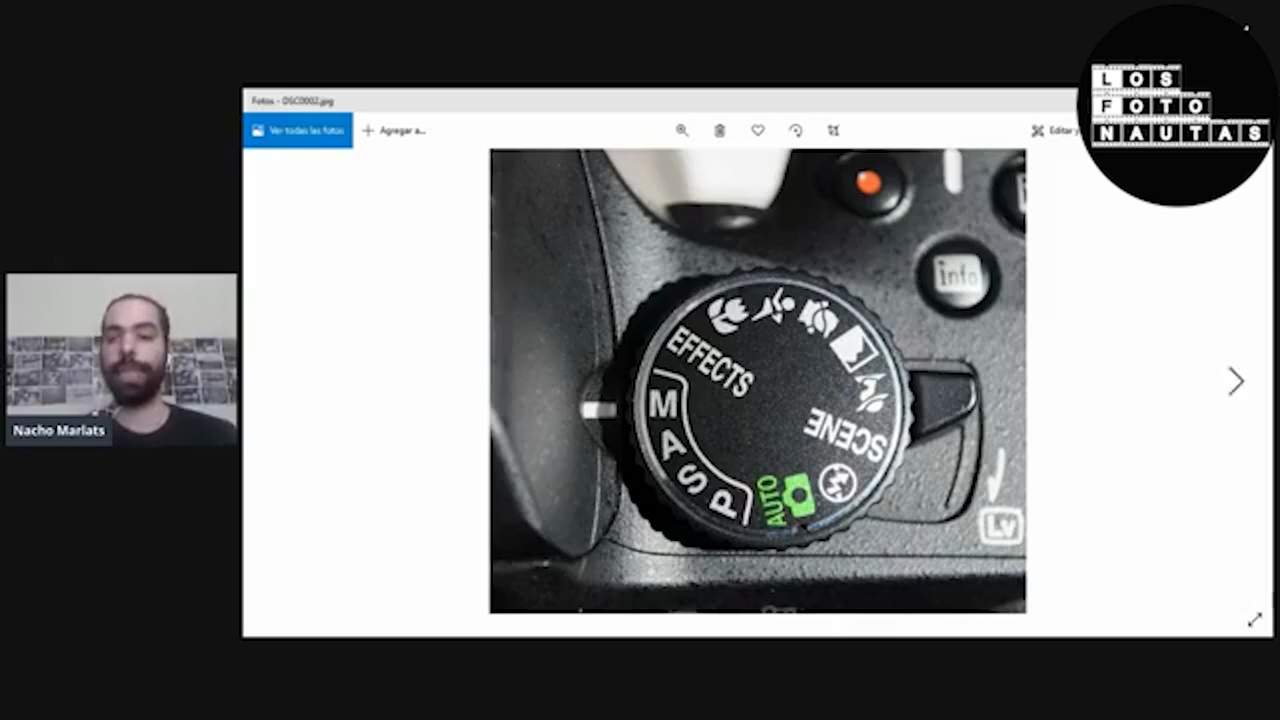 LOS
FOTO
NAUTAS
Fotos - DSC0002.jpg
Ver todas las fotos
Agregar a...
Editar y
info
EFFECTS
M
A
S
P
AUTO
SCENE
Lv
Nacho Marlats